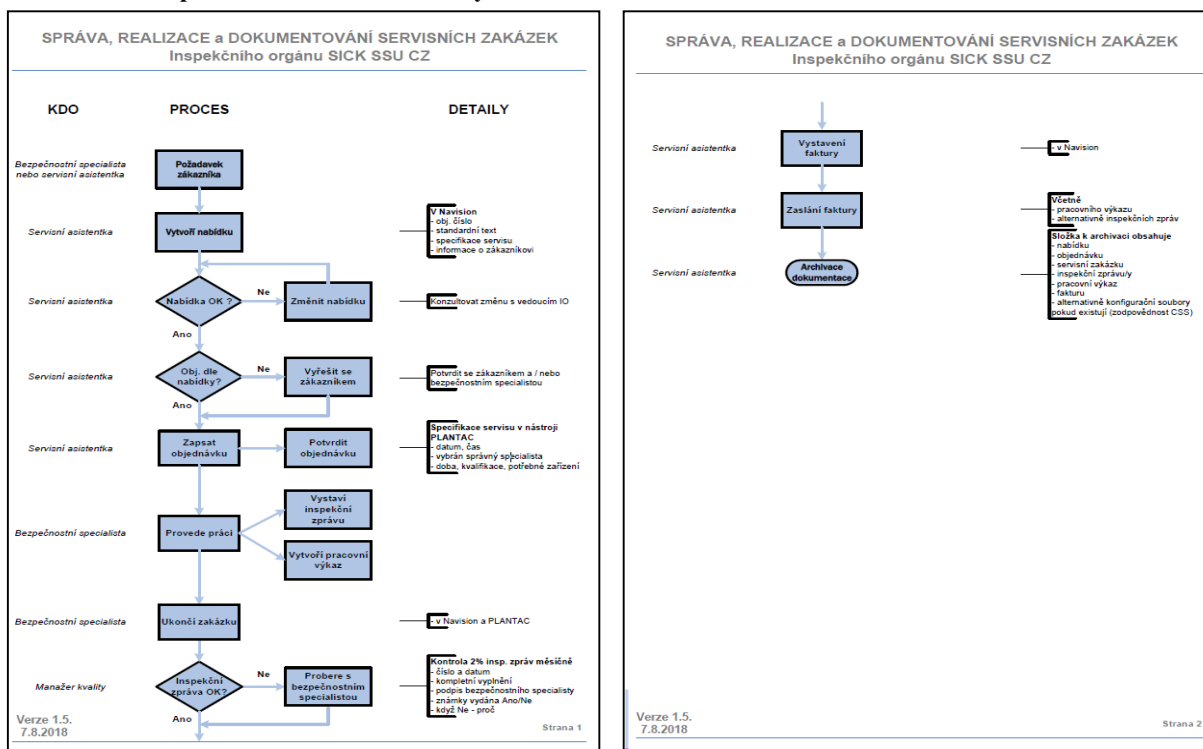 SPRÁVA, REALIZACE a DOKUMENTOVÁNÍ SERVISNÍCH ZAKÁZEK
Inspekčního orgánu SICK SSU CZ
KDO
PROCES
DETAILY
Bezpečnostní specialista
nebo servisní asistentka
Požadavek
zákazníka
Servisní asistentka
Vytvoří nabídku
V Navision
- obj. číslo
- standardní text
- specifikace servisu
- informace o zákazníkovi
Servisní asistentka
Nabídka OK ?
Ne
Změnit nabídku
Konzultovat změnu s vedoucím IO
Ano
Servisní asistentka
Obj. dle
nabídky?
Ne
Vyřešit se
zákazníkem
Potvrdit se zákazníkem a / nebo
bezpečnostním specialistou
Ano
Servisní asistentka
Zapsat
objednávku
Potvrdit
objednávku
Specifikace servisu v nástroji
PLANTAC
- datum, čas
- vybrán správný specialista
- doba, kvalifikace, potřebné zařízení
Bezpečnostní specialista
Provede práci
Vystaví
inspekční
zprávu
Vytvoří pracovní
výkaz
Bezpečnostní specialista
Ukončí zakázku
- v Navision a PLANTAC
Manažer kvality
Inspekční
zpráva OK?
Ne
Probere s
bezpečnostním
specialistou
Kontrola 2% insp. zpráv měsíčně
- číslo a datum
- kompletní vyplnění
- podpis bezpečnostního specialisty
- známky vydána Ano/Ne
- když Ne - proč
Ano
Verze 1.5.
7.8.2018
Strana 1
SPRÁVA, REALIZACE a DOKUMENTOVÁNÍ SERVISNÍCH ZAKÁZEK
Inspekčního orgánu SICK SSU CZ
Servisní asistentka
Vystavení
faktury
- v Navision
Servisní asistentka
Zaslání faktury
Včetně
- pracovního výkazu
- alternativně inspekčních zpráv
Servisní asistentka
Archivace
dokumentace
Složka k archivaci obsahuje
- nabídku
- objednávku
- servisní zakázku
- inspekční zprávu/y
- pracovní výkaz
- fakturu
- alternativně konfigurační soubory
pokud existují (zodpovědnost CSS)
Verze 1.5.
7.8.2018
Strana 2